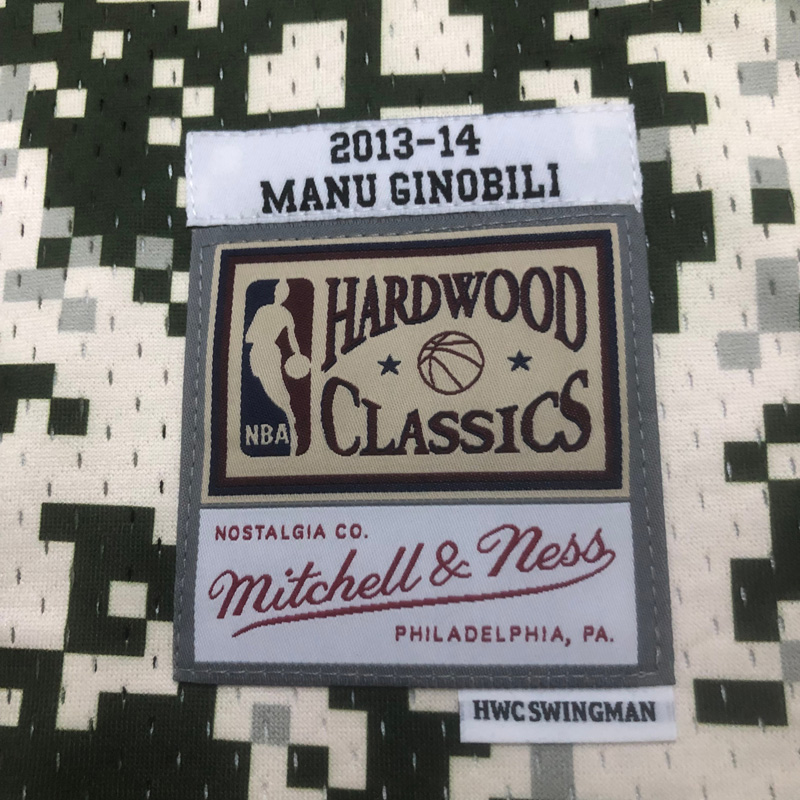 2013-14
MANU GINOBILI
HARDWOOD
CLASSICS
NBA
NOSTALGIA CO.
Mitchell & Ness
PHILADELPHIA, PA.
HWC SWINGMAN